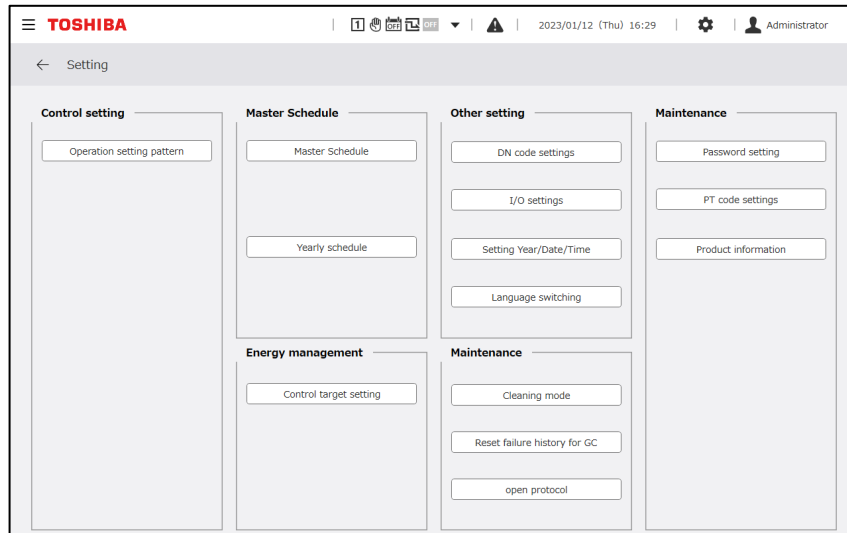 TOSHIBA
1 OFF OFF 2023/01/12 (Thu) 16:29 Administrator
Setting
Control setting
Operation setting pattern
Master Schedule
Master Schedule
Yearly schedule
Energy management
Control target setting
Other setting
DN code settings
I/O settings
Setting Year/Date/Time
Language switching
Maintenance
Cleaning mode
Reset failure history for GC
open protocol
Maintenance
Password setting
PT code settings
Product information